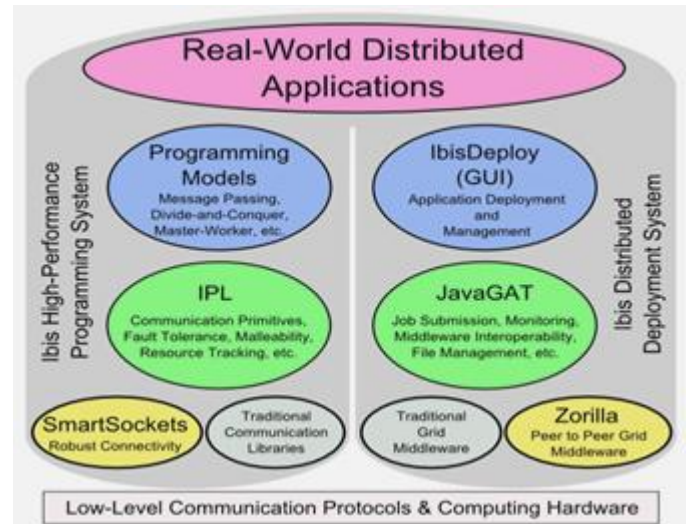 Real-World Distributed
Applications
Ibis High-Performance
Programming System
Programming
Models
Message Passing,
Divide-and-Conquer,
Master-Worker, etc.
IbisDeploy
(GUI)
Application Deployment
and
Management
Ibis Distributed
Deployment System
IPL
Communication Primitives,
Fault Tolerance, Malleability,
Resource Tracking, etc.
JavaGAT
Job Submission, Monitoring,
Middleware Interoperability,
File Management, etc.
SmartSockets
Robust Connectivity
Traditional
Communication
Libraries
Traditional
Grid
Middleware
Zorilla
Peer to Peer Grid
Middleware
Low-Level Communication Protocols & Computing Hardware